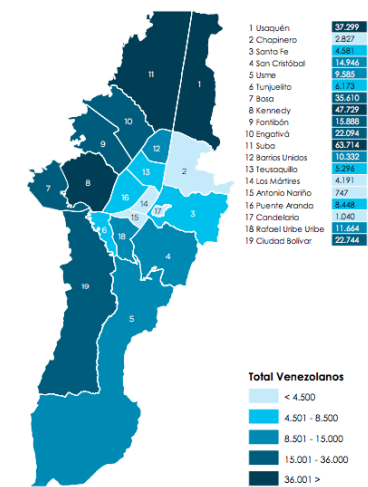 1 Usaquén 37.299
2 Chapinero 2.827
3 Santa Fe 4.581
4 San Cristóbal 14.946
5 Usme 9.585
6 Tunjuelito 6.173
7 Bosa 35.610
8 Kennedy 47.729
9 Fontibón 15.888
10 Engativá 22.094
11 Suba 63.714
12 Barrios Unidos 10.332
13 Teusaquillo 5.296
14 Los Mártires 4.191
15 Antonio Nariño 747
16 Puente Aranda 8.448
17 Candelaria 1.040
18 Rafael Uribe Uribe 11.664
19 Ciudad Bolívar 22.744
11
1
10
9
12
13
2
8
7
16
14
17
15
3
6
18
4
19
5
Total Venezolanos
< 4.500
4.501 - 8.500
8.501 - 15.000
15.001 - 36.000
36.001 >